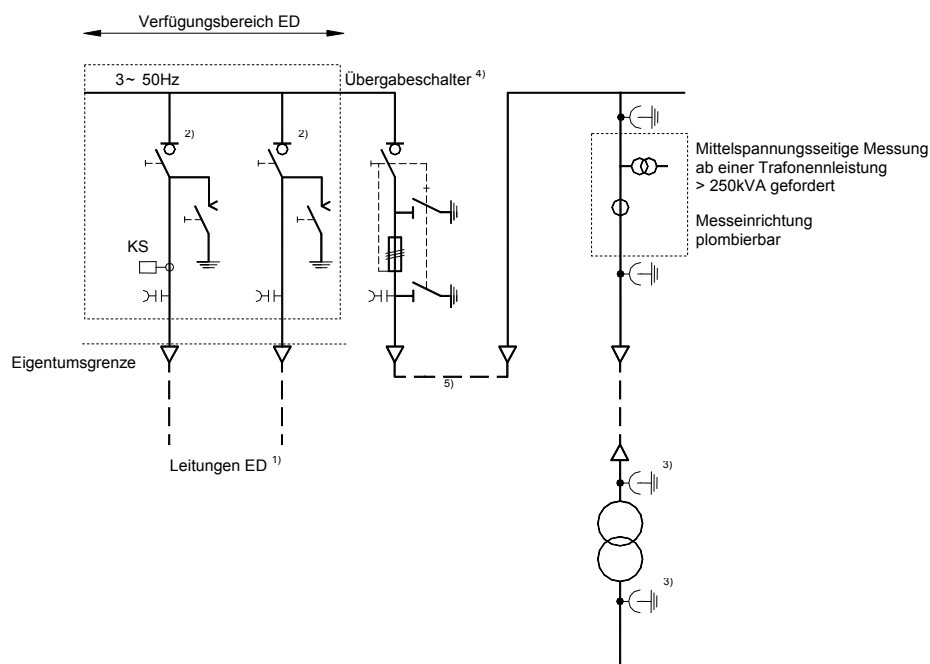 Verfügungsbereich ED
3~ 50Hz
Übergabeschalter 4)
2)
2)
Mittelspannungsseitige Messung
ab einer Trafonennleistung
> 250kVA gefordert
Messeinrichtung
plombierbar
KS
Eigentumsgrenze
5)
Leitungen ED 1)
3)
3)